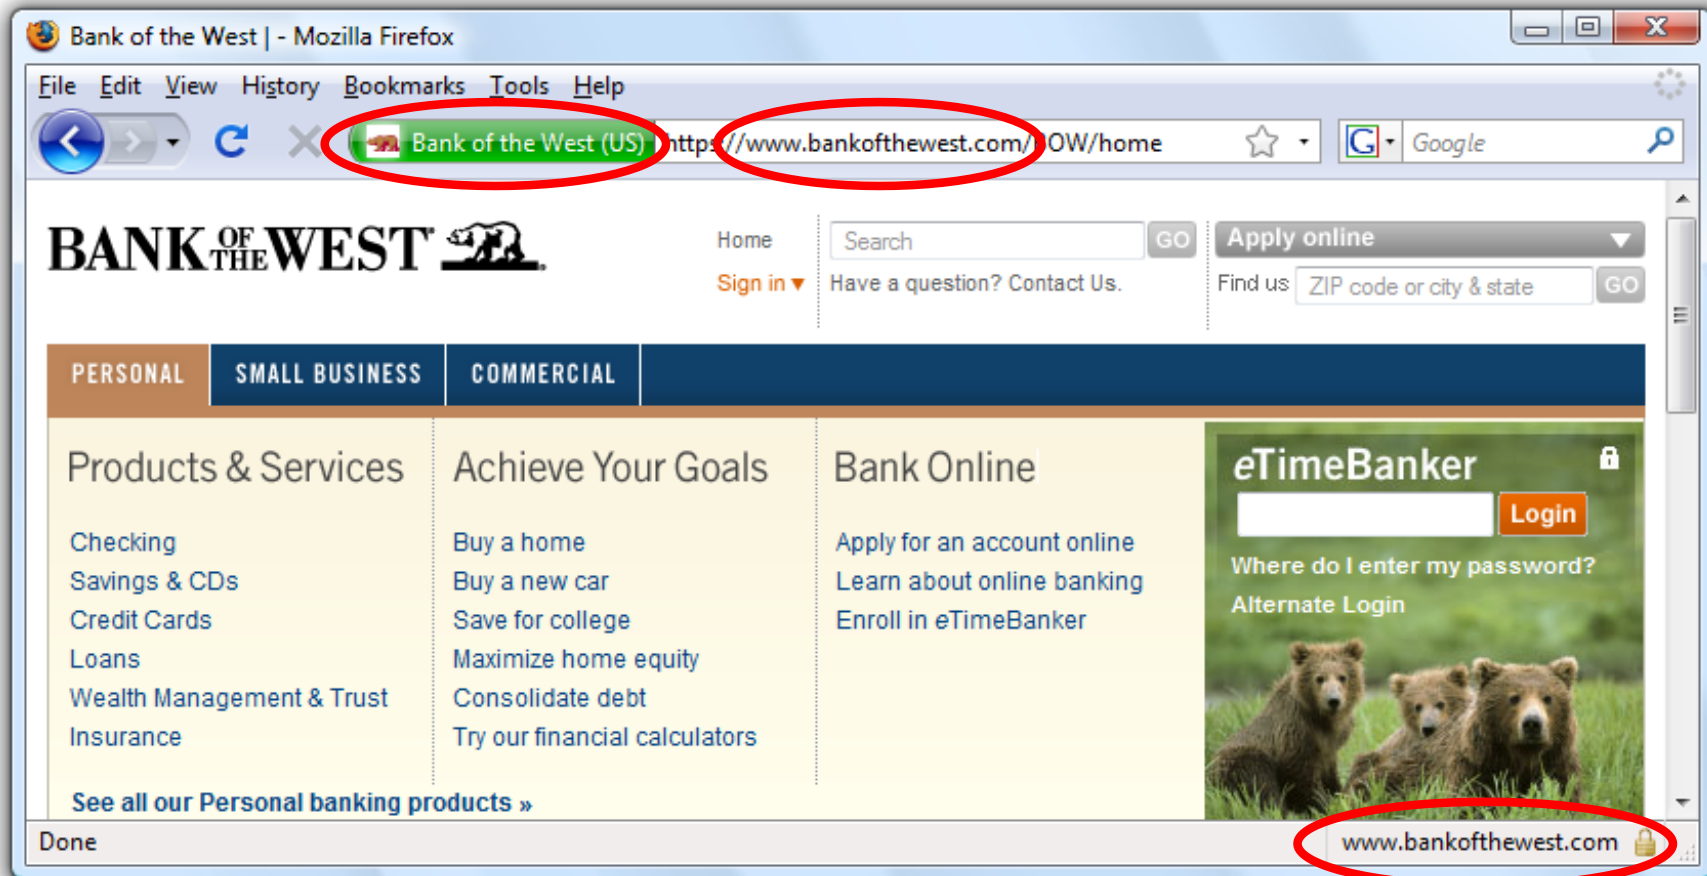 Bank of the West | - Mozilla Firefox
File Edit View History Bookmarks Tools Help
Bank of the West (US) https://www.bankofthewest.com/BOW/home G Google
BANK OF THE WEST
Home Search GO Apply online
Sign in Have a question? Contact Us. Find us ZIP code or city & state GO
PERSONAL SMALL BUSINESS COMMERCIAL
Products & Services Achieve Your Goals Bank Online eTimeBanker
Login
Checking Buy a home Apply for an account online
Where do I enter my password?
Savings & CDs Buy a new car Learn about online banking
Alternate Login
Credit Cards Save for college Enroll in eTimeBanker
Loans Maximize home equity
Wealth Management & Trust Consolidate debt
Insurance Try our financial calculators
See all our Personal banking products »
Done www.bankofthewest.com